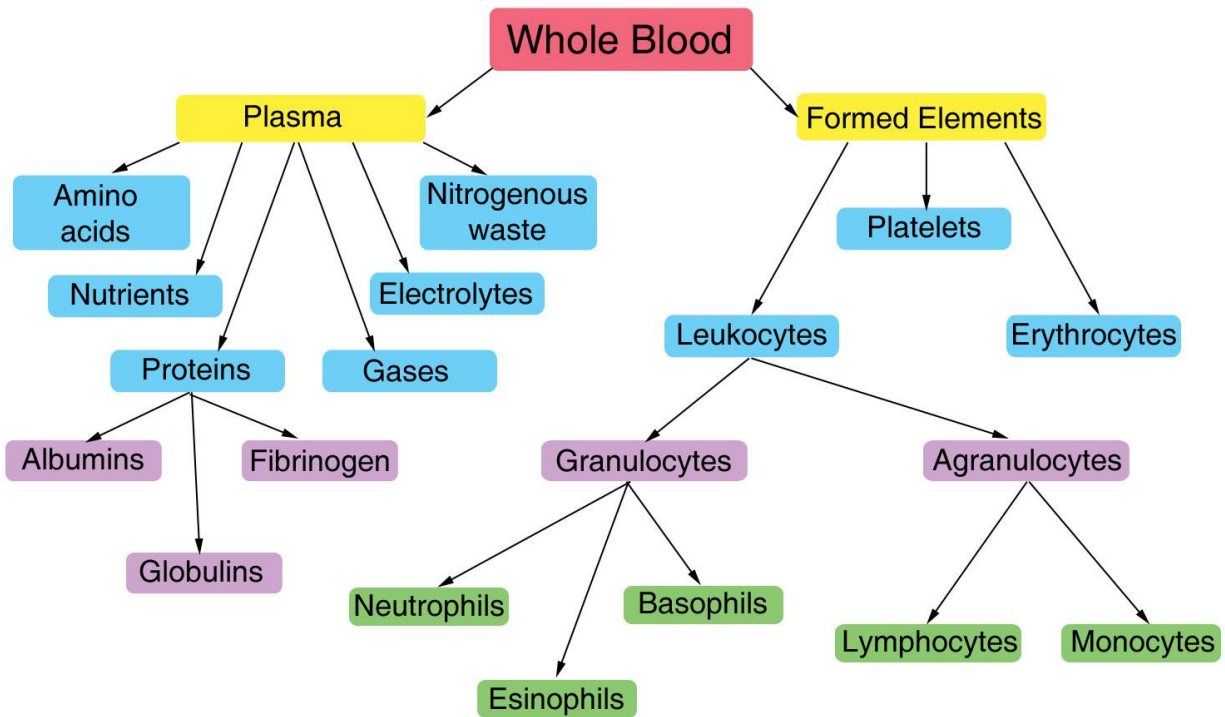 Whole Blood
Plasma
Formed Elements
Amino
acids
Nitrogenous
waste
Platelets
Nutrients
Electrolytes
Leukocytes
Erythrocytes
Proteins
Gases
Albumins
Fibrinogen
Granulocytes
Agranulocytes
Globulins
Neutrophils
Basophils
Lymphocytes
Monocytes
Esinophils